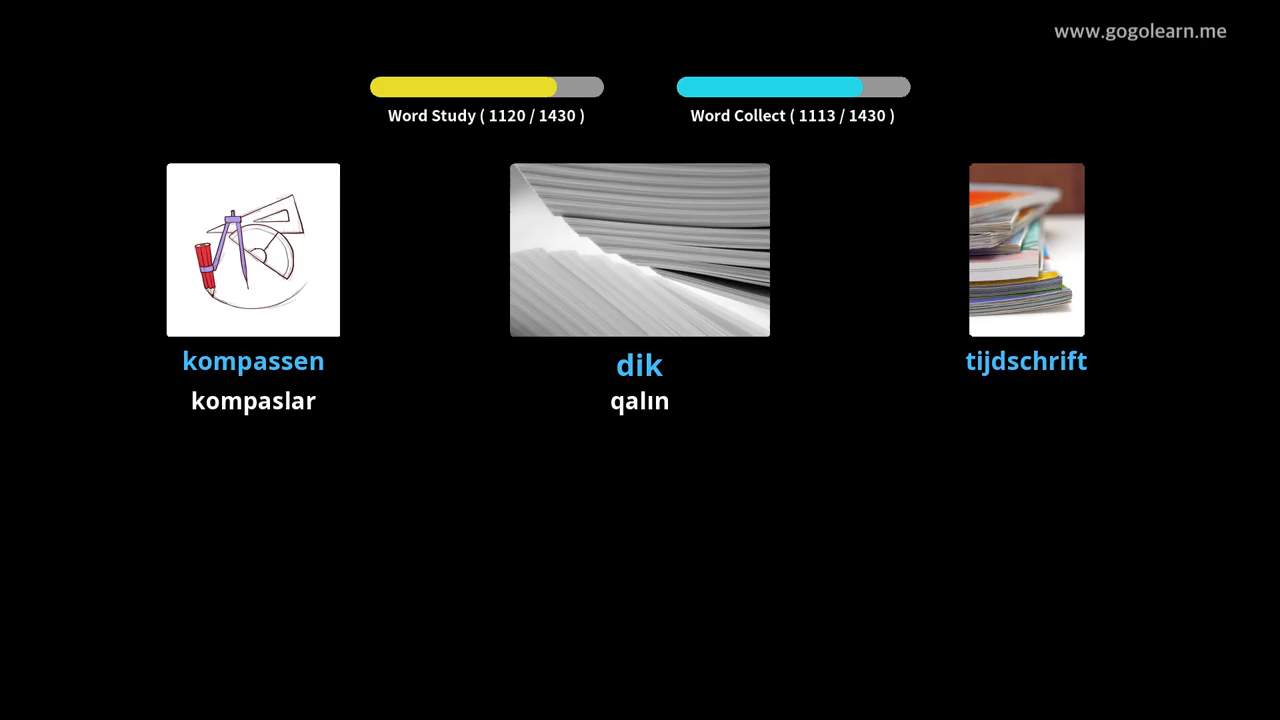 www.gogolearn.me
Word Study ( 1120 / 1430 )
Word Collect ( 1113 / 1430 )
kompassen
dik
tijdschrift
kompaslar
qalın